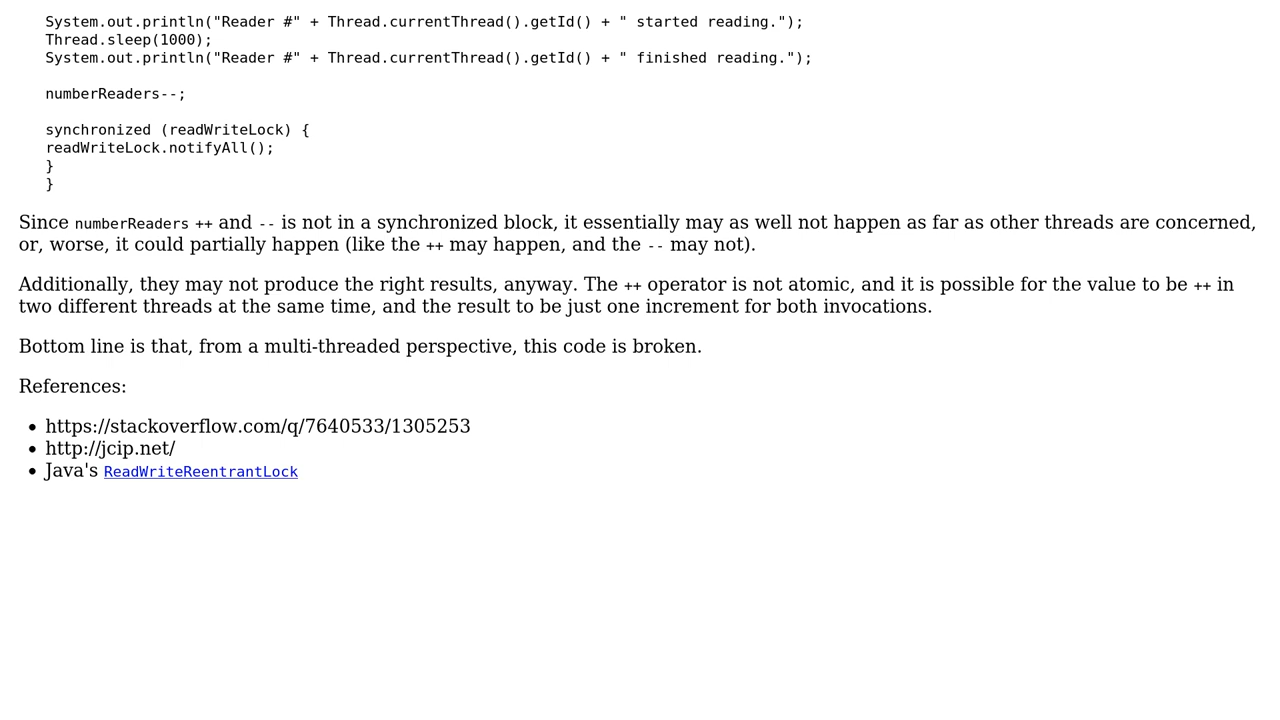 System.out.println("Reader #" + Thread.currentThread().getId() + " started reading.");
Thread.sleep(1000);
System.out.println("Reader #" + Thread.currentThread().getId() + " finished reading.");
numberReaders--;
synchronized (readWriteLock) {
readWriteLock.notifyAll();
}
}
Since numberReaders ++ and -- is not in a synchronized block, it essentially may as well not happen as far as other threads are concerned,
or, worse, it could partially happen (like the ++ may happen, and the -- may not).
Additionally, they may not produce the right results, anyway. The ++ operator is not atomic, and it is possible for the value to be ++ in
two different threads at the same time, and the result to be just one increment for both invocations.
Bottom line is that, from a multi-threaded perspective, this code is broken.
References:
• https://stackoverflow.com/q/7640533/1305253
• http://jcip.net/
• Java's ReadWriteReentrantLock